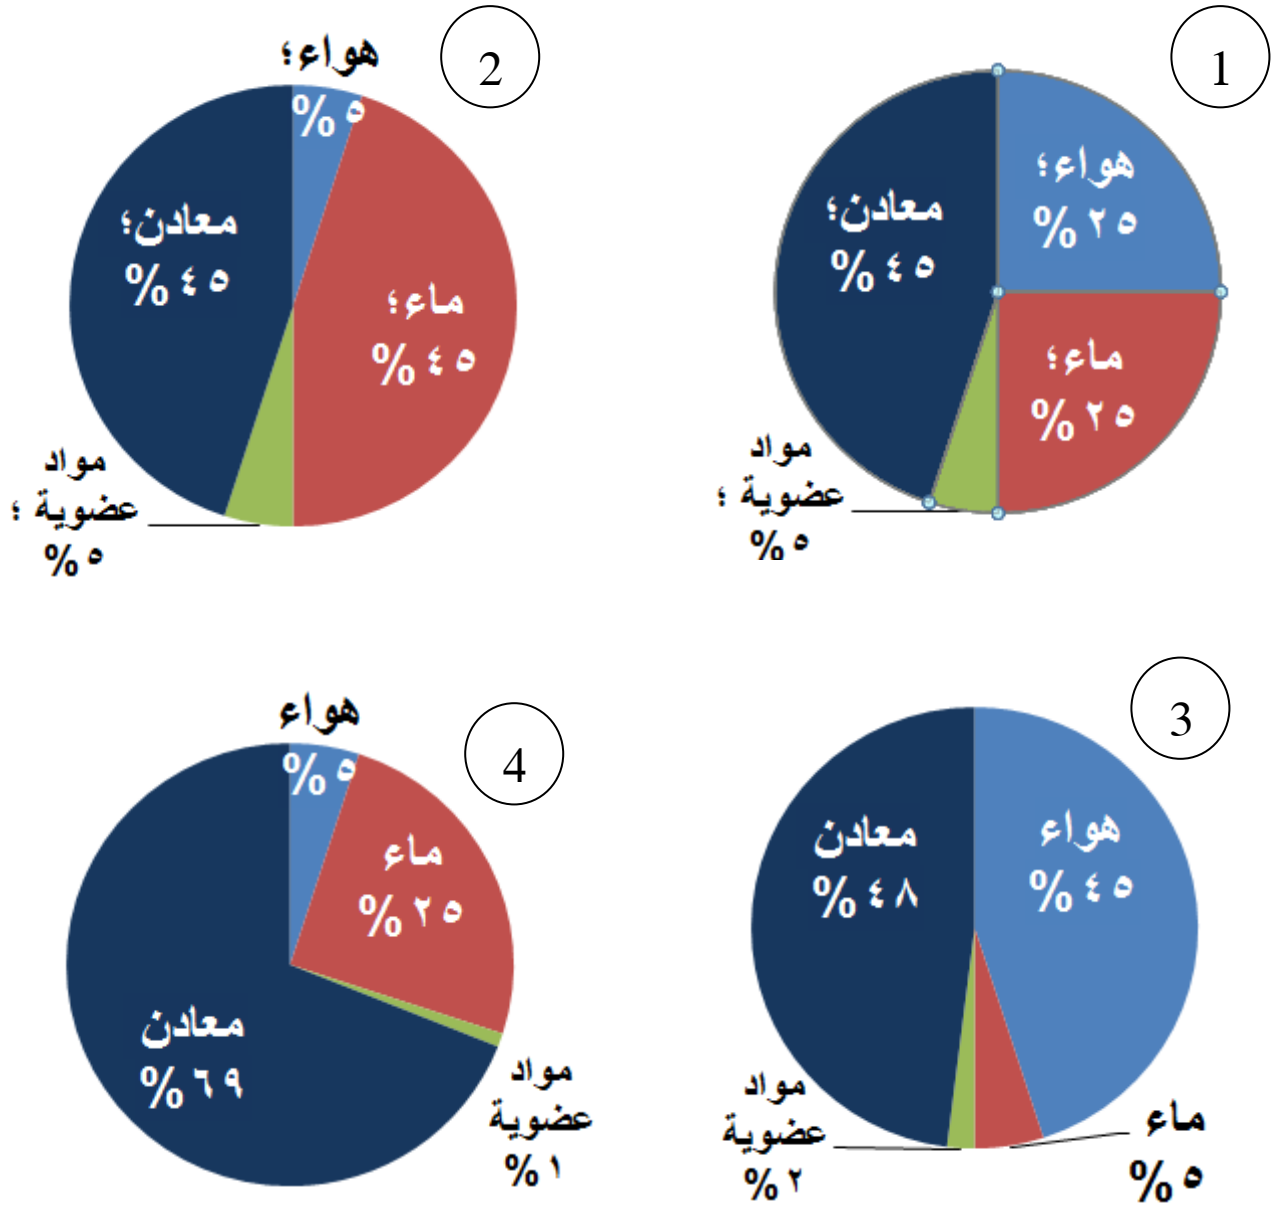 1
هواء؛
%٢٥
ماء؛
%٢٥
مواد
عضوية ؛
%٥
معادن؛
%٤٥
2
هواء؛
%٥
ماء؛
%٤٥
مواد
عضوية ؛
%٥
معادن؛
%٤٥
3
هواء
%٤٥
ماء
%٥
مواد
عضوية
%٢
معادن
%٤٨
4
هواء
%٥
ماء
%٢٥
مواد
عضوية
%١
معادن
%٦٩